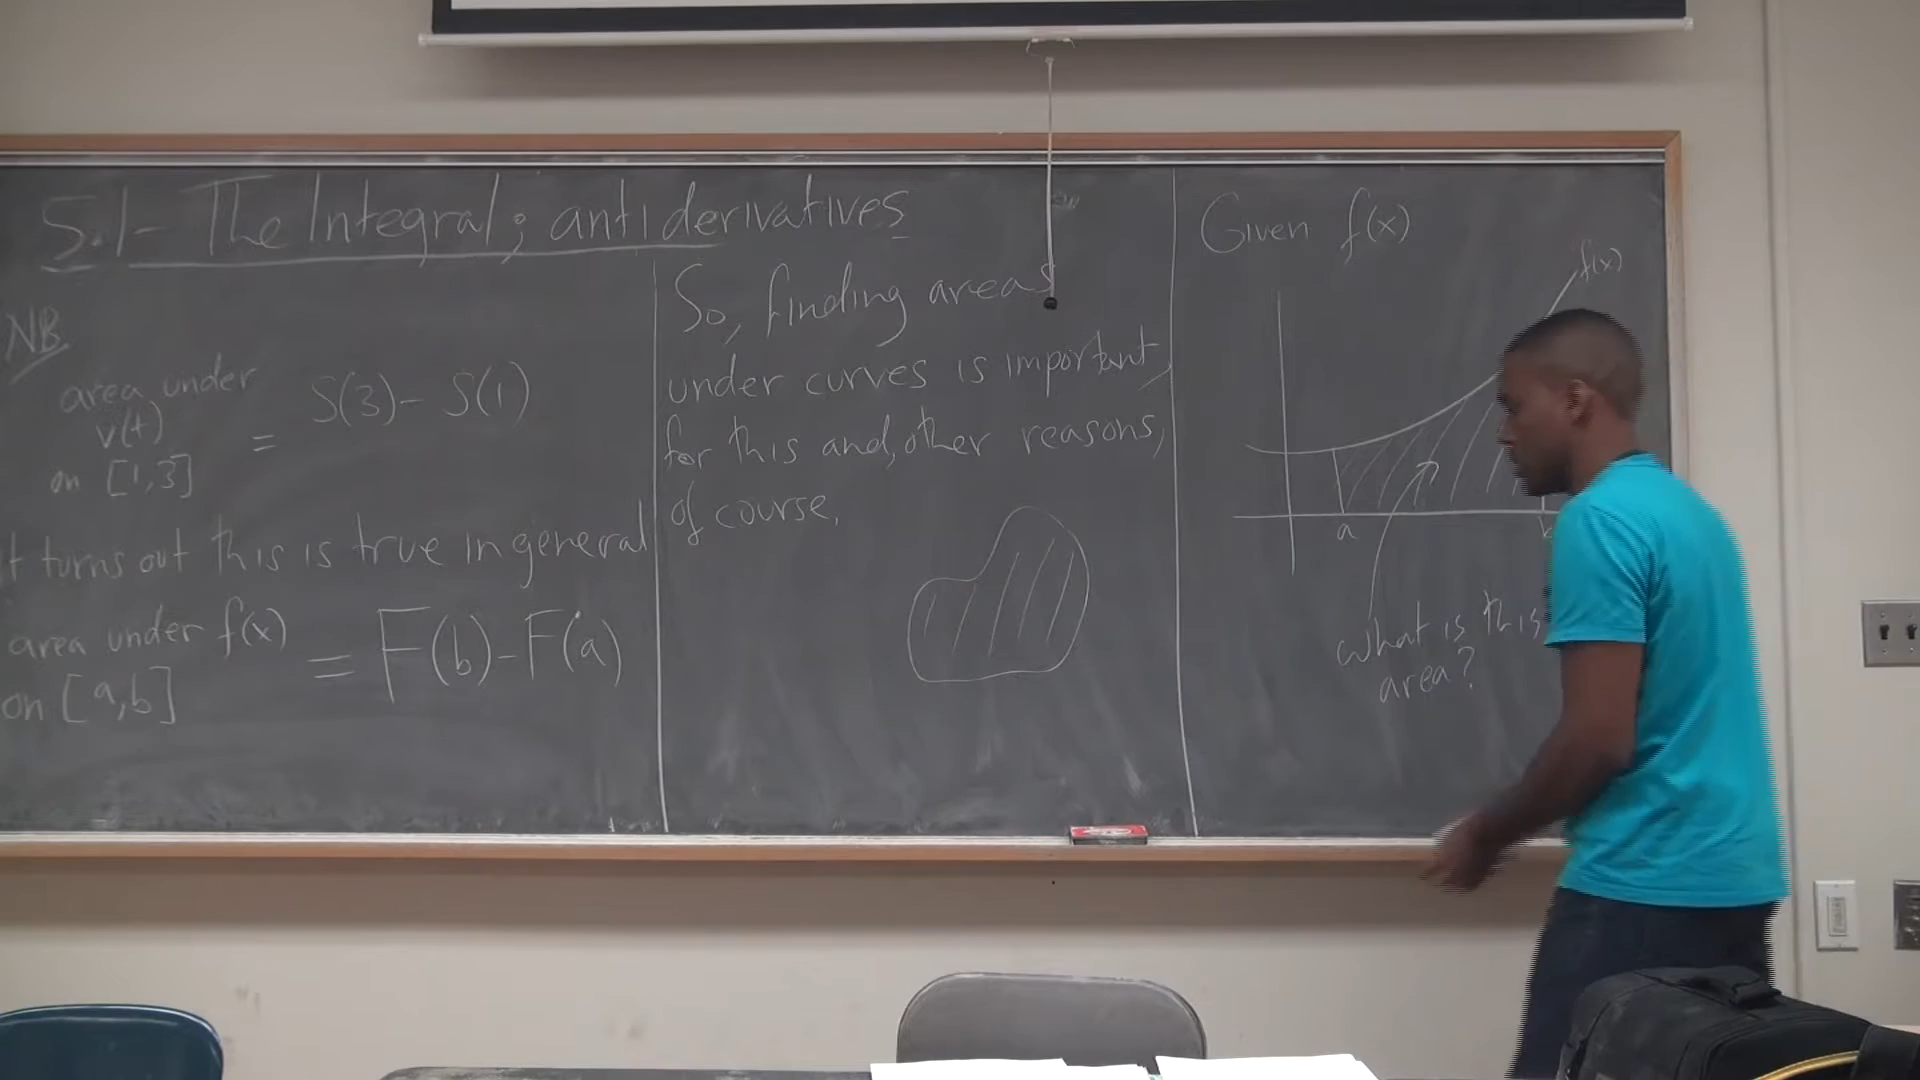 5.1- The Integral; antiderivatives
NB
area under
v(t)
on [1,3]
= S(3)- S(1)
It turns out this is true in general
area under f(x)
on [a,b]
= F(b)-F(a)
So, finding areas
under curves is important,
for this and other reasons,
of course,
Given f(x)
f(x)
a
what is this
area?